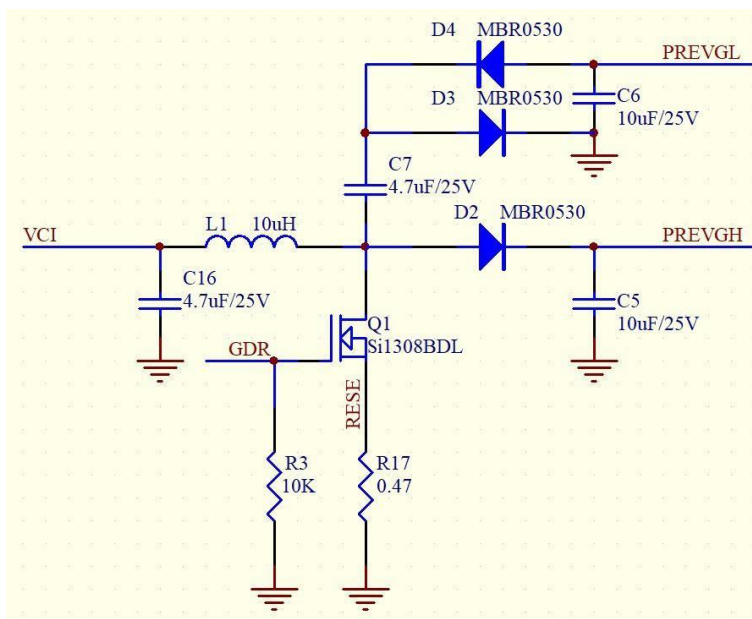 D4 MBR0530
PREVGL
D3 MBR0530
C6
10uF/25V
C7
4.7uF/25V
L1 10uH
D2 MBR0530
VCI
PREVGH
C16
4.7uF/25V
C5
10uF/25V
Q1
GDR
Si1308BDL
RESE
R3
10K
R17
0.47